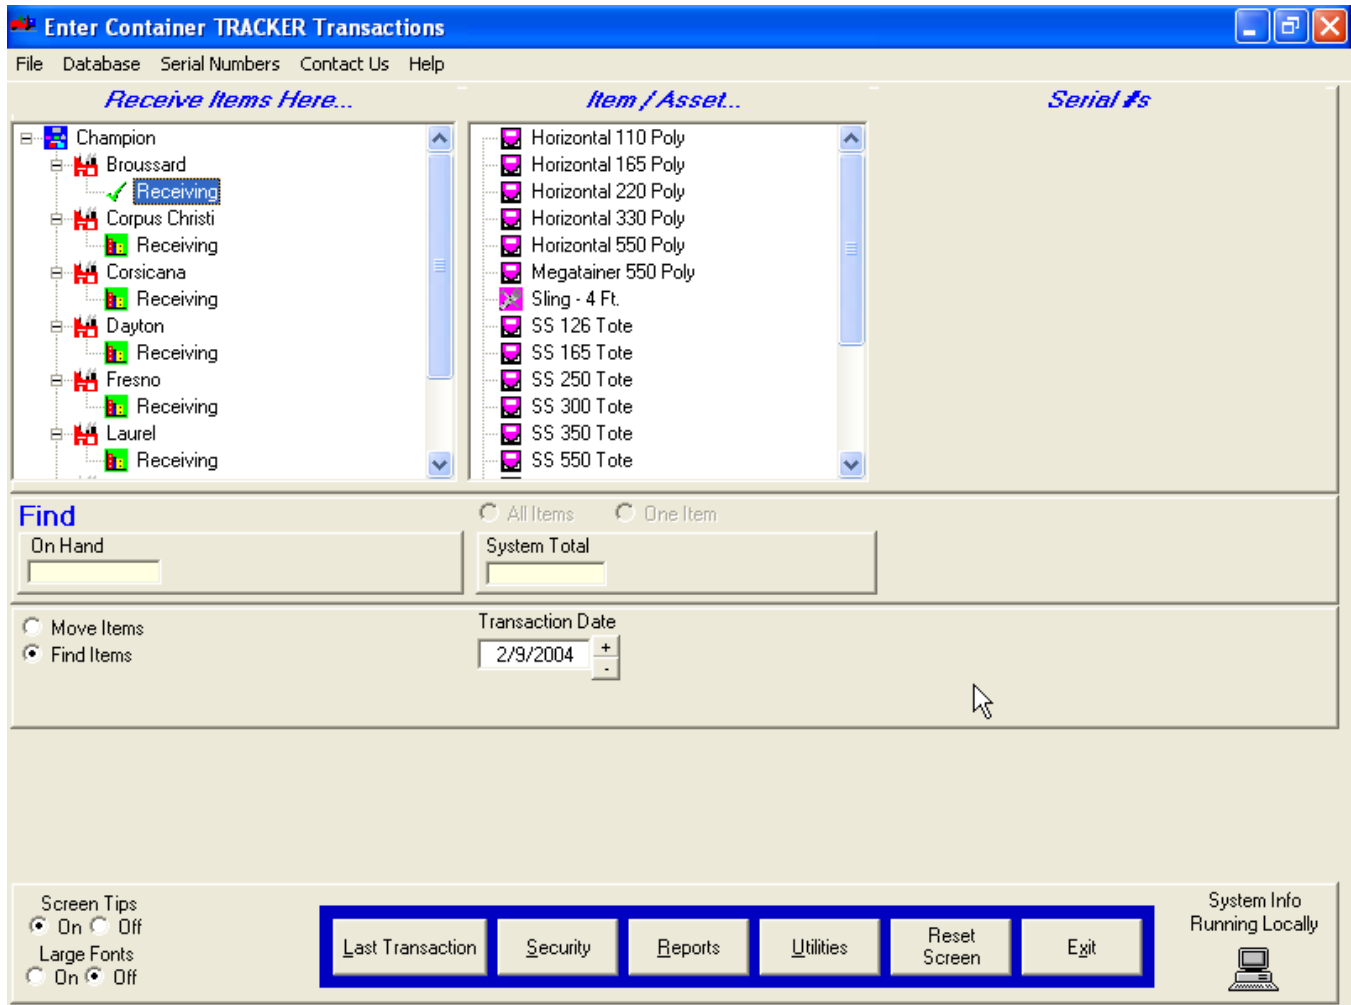 Enter Container TRACKER Transactions
File Database Serial Numbers Contact Us Help
Receive Items Here... Item / Asset... Serial #s
Champion
Broussard
Receiving
Corpus Christi
Receiving
Corsicana
Receiving
Dayton
Receiving
Fresno
Receiving
Laurel
Receiving
Horizontal 110 Poly
Horizontal 165 Poly
Horizontal 220 Poly
Horizontal 330 Poly
Horizontal 550 Poly
Megatainer 550 Poly
Sling - 4 Ft.
SS 126 Tote
SS 165 Tote
SS 250 Tote
SS 300 Tote
SS 350 Tote
SS 550 Tote
Find
All Items One Item
On Hand
System Total
Move Items
Find Items
Transaction Date
2/9/2004 + -
Screen Tips
On Off
Large Fonts
On Off
Last Transaction
Security
Reports
Utilities
Reset
Screen
Exit
System Info
Running Locally